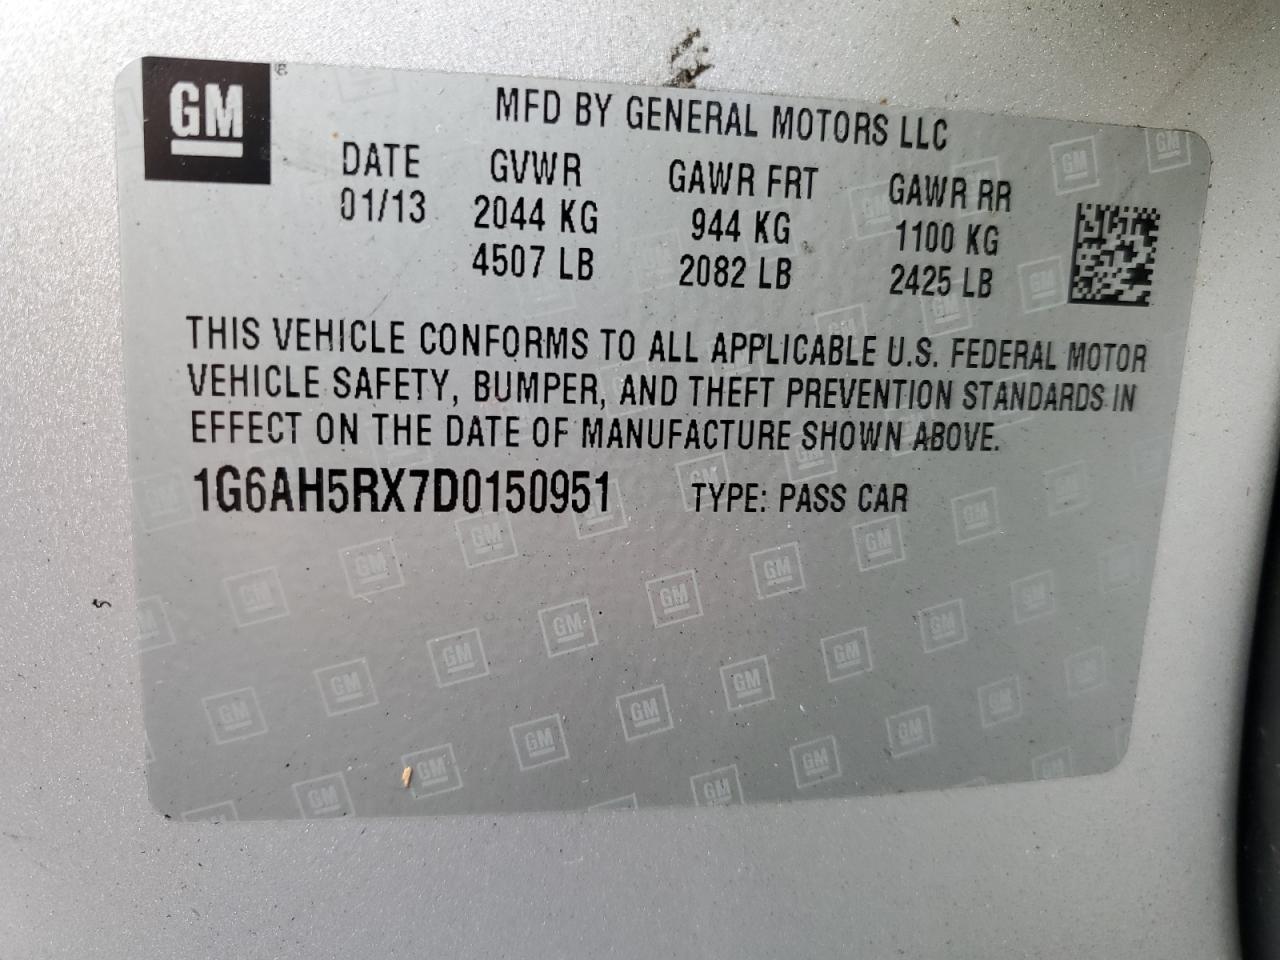 GM
MFD BY GENERAL MOTORS LLC
DATE GVWR GAWR FRT GAWR RR
01/13 2044 KG 944 KG 1100 KG
4507 LB 2082 LB 2425 LB
THIS VEHICLE CONFORMS TO ALL APPLICABLE U.S. FEDERAL MOTOR
VEHICLE SAFETY, BUMPER, AND THEFT PREVENTION STANDARDS IN
EFFECT ON THE DATE OF MANUFACTURE SHOWN ABOVE.
1G6AH5RX7D0150951 TYPE: PASS CAR